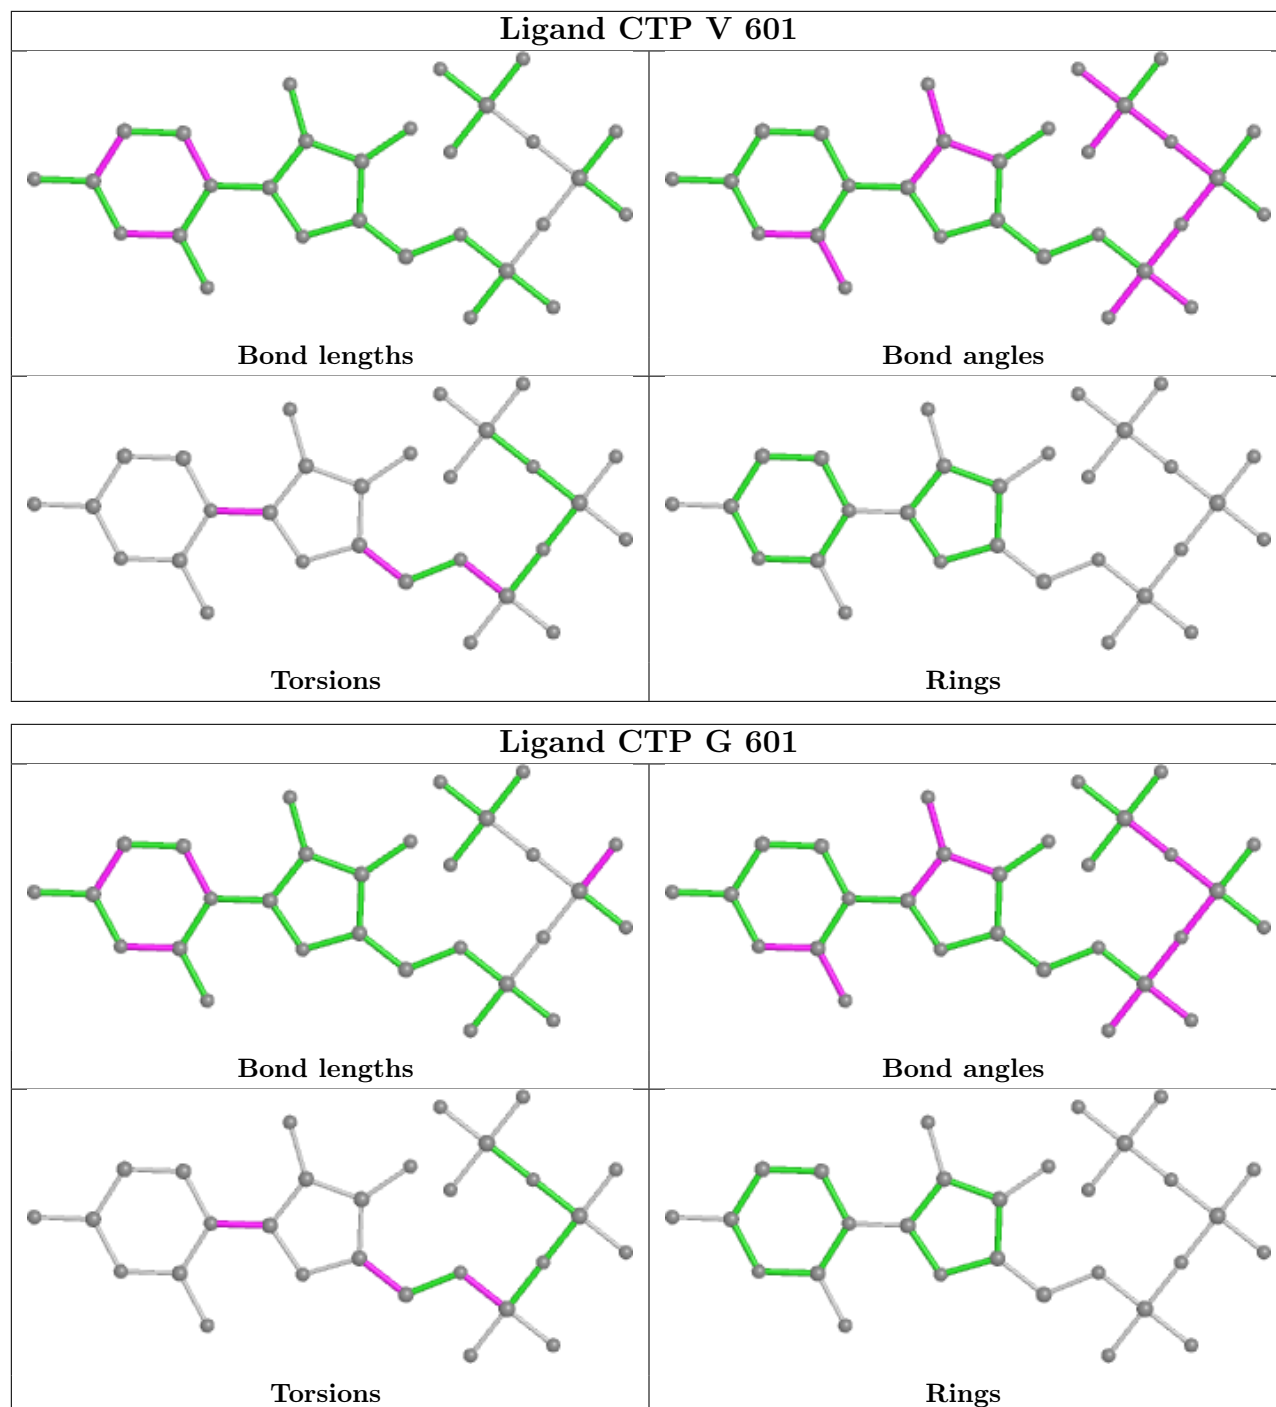 Ligand CTP V 601
Bond lengths
Bond angles
Torsions
Rings
Ligand CTP G 601
Bond lengths
Bond angles
Torsions
Rings